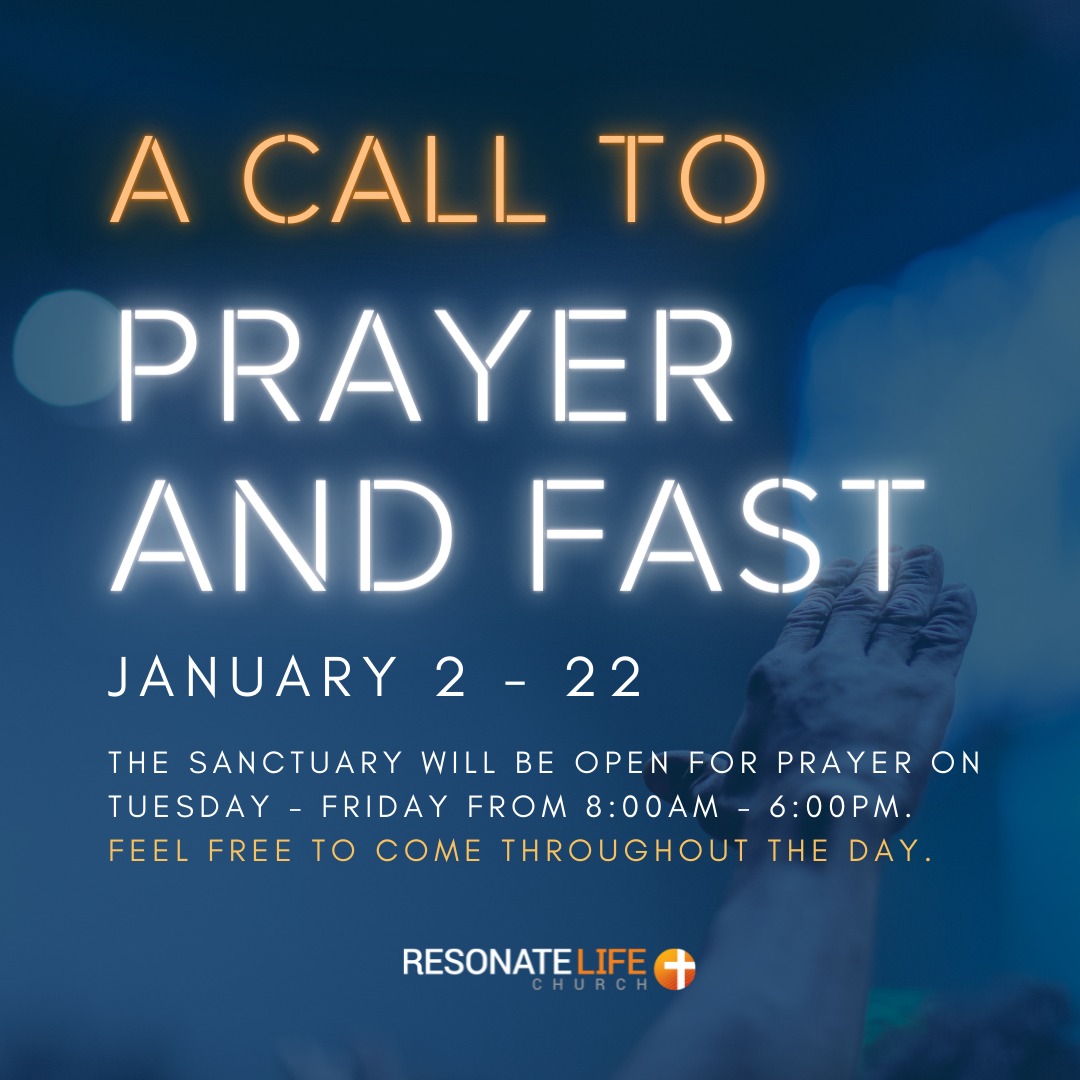 A CALL TO
PRAYER
AND FAST
JANUARY 2 - 22
THE SANCTUARY WILL BE OPEN FOR PRAYER ON
TUESDAY - FRIDAY FROM 8:00AM - 6:00PM.
FEEL FREE TO COME THROUGHOUT THE DAY.
RESONATE LIFE
CHURCH